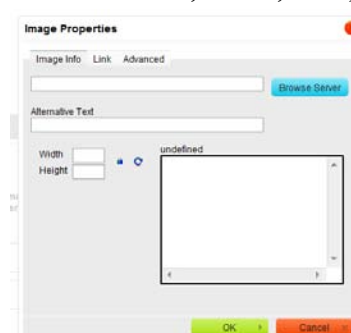 Image Properties
Image Info Link Advanced
Browse Server
Alternative Text
Width
Height
undefined
OK
Cancel